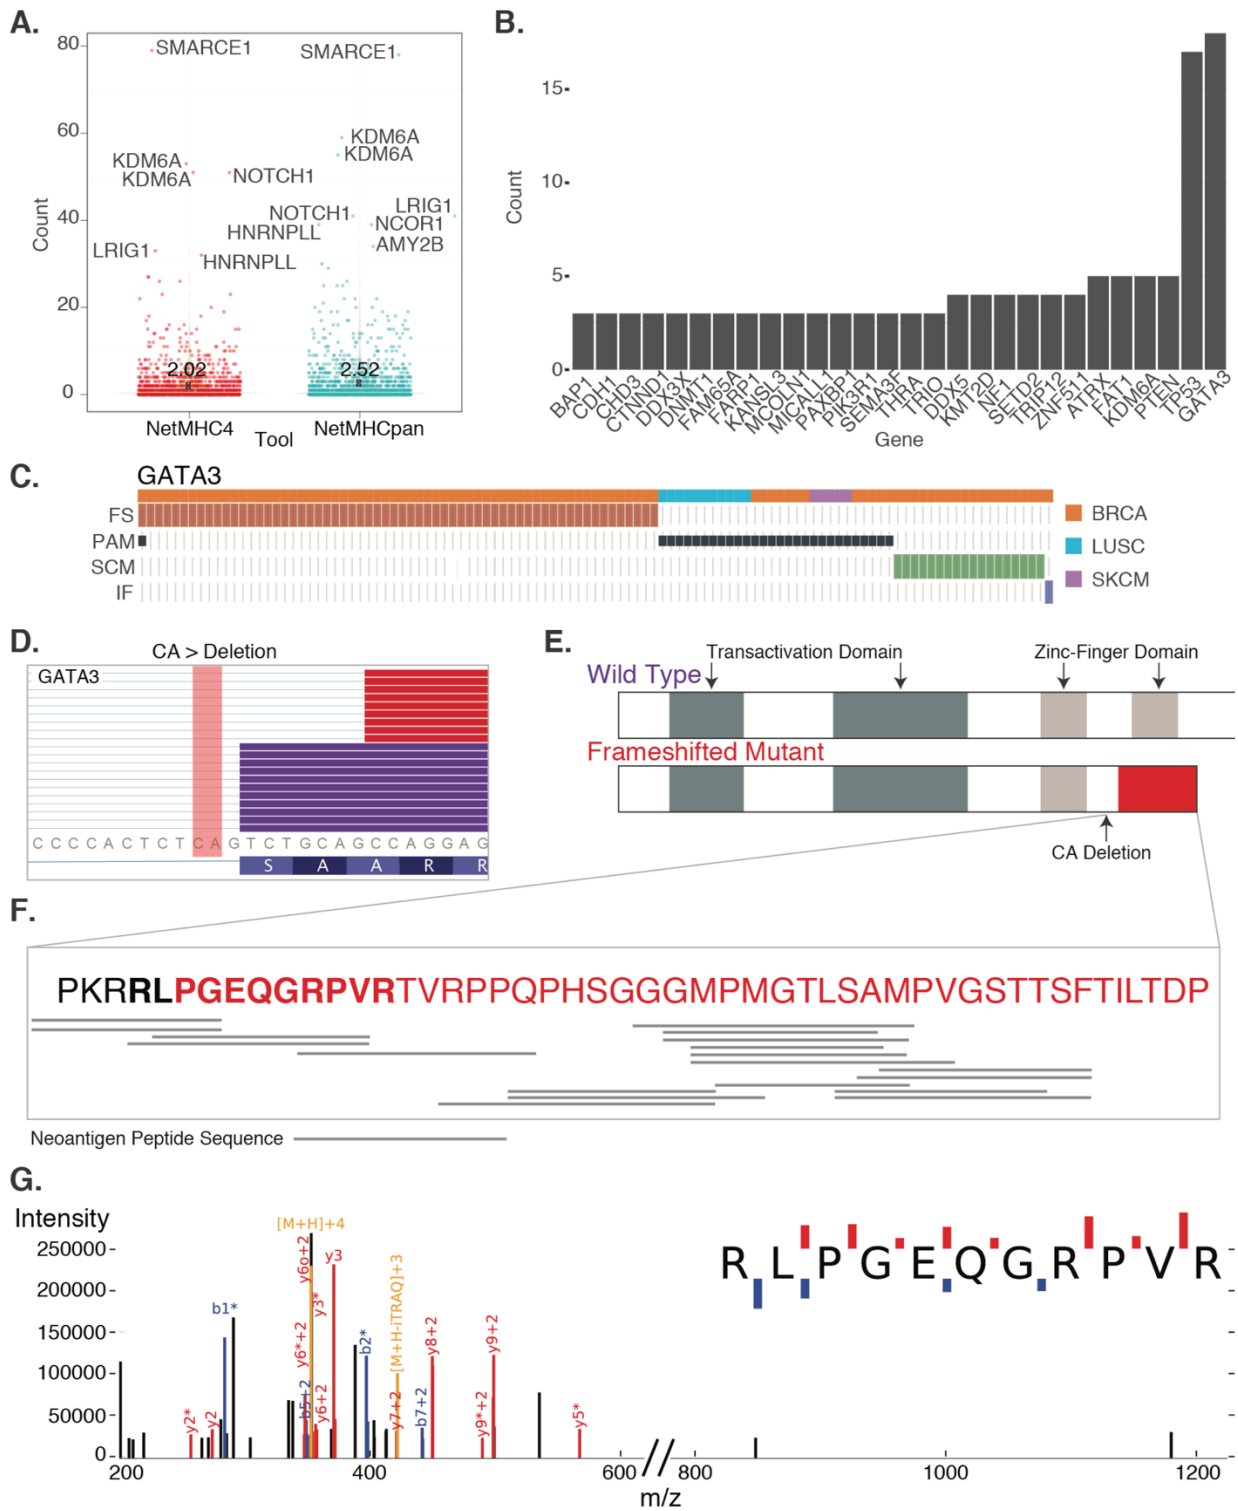 A.
80
60
40
20
0
Count
SMARCE1
SMARCE1
KDM6A
KDM6A
KDM6A
KDM6A
NOTCH1
NOTCH1
LRIG1
NCOR1
HNRNPLL
AMY2B
LRIG1
HNRNPLL
2.02
2.52
NetMHC4
NetMHCpan
Tool
B.
15
10
5
0
Count
BAP1
CDH1
CHD3
CTNND1
DDX3X
DNMT1
FAM65A
FARP1
KANSL3
MCOLN1
MICALL1
PAXBP1
PIK3R1
SEMA3F
THRA
TRIO
DDX5
KMT2D
NF1
SETD2
TRIP12
ZNF511
ATRX
FAT1
KDM6A
PTEN
TP53
GATA3
Gene
C.
GATA3
FS
PAM
SCM
IF
BRCA
LUSC
SKCM
D.
CA > Deletion
GATA3
CCCCACTCTCAGTCTGCAGCCAGGAG
S A A R R
E.
Transactivation Domain
Zinc-Finger Domain
Wild Type
Frameshifted Mutant
CA Deletion
F.
PKRRLPGEQGRPVRTVRPPQPHSGGGMPMGTLSAMPVGSTTSFTILTDP
Neoantigen Peptide Sequence
G.
Intensity
250000
200000
150000
100000
50000
0
y2*
y2
b1*
y6*+2
b5+2
[M+H]+4
y6o+2
y3*
y6+2
y3
b2*
[M+H-iTRAQ]+3
y7+2
b7+2
y8+2
y9*+2
y9+2
y5*
R L P G E Q G R P V R
200
400
600
800
1000
1200
m/z